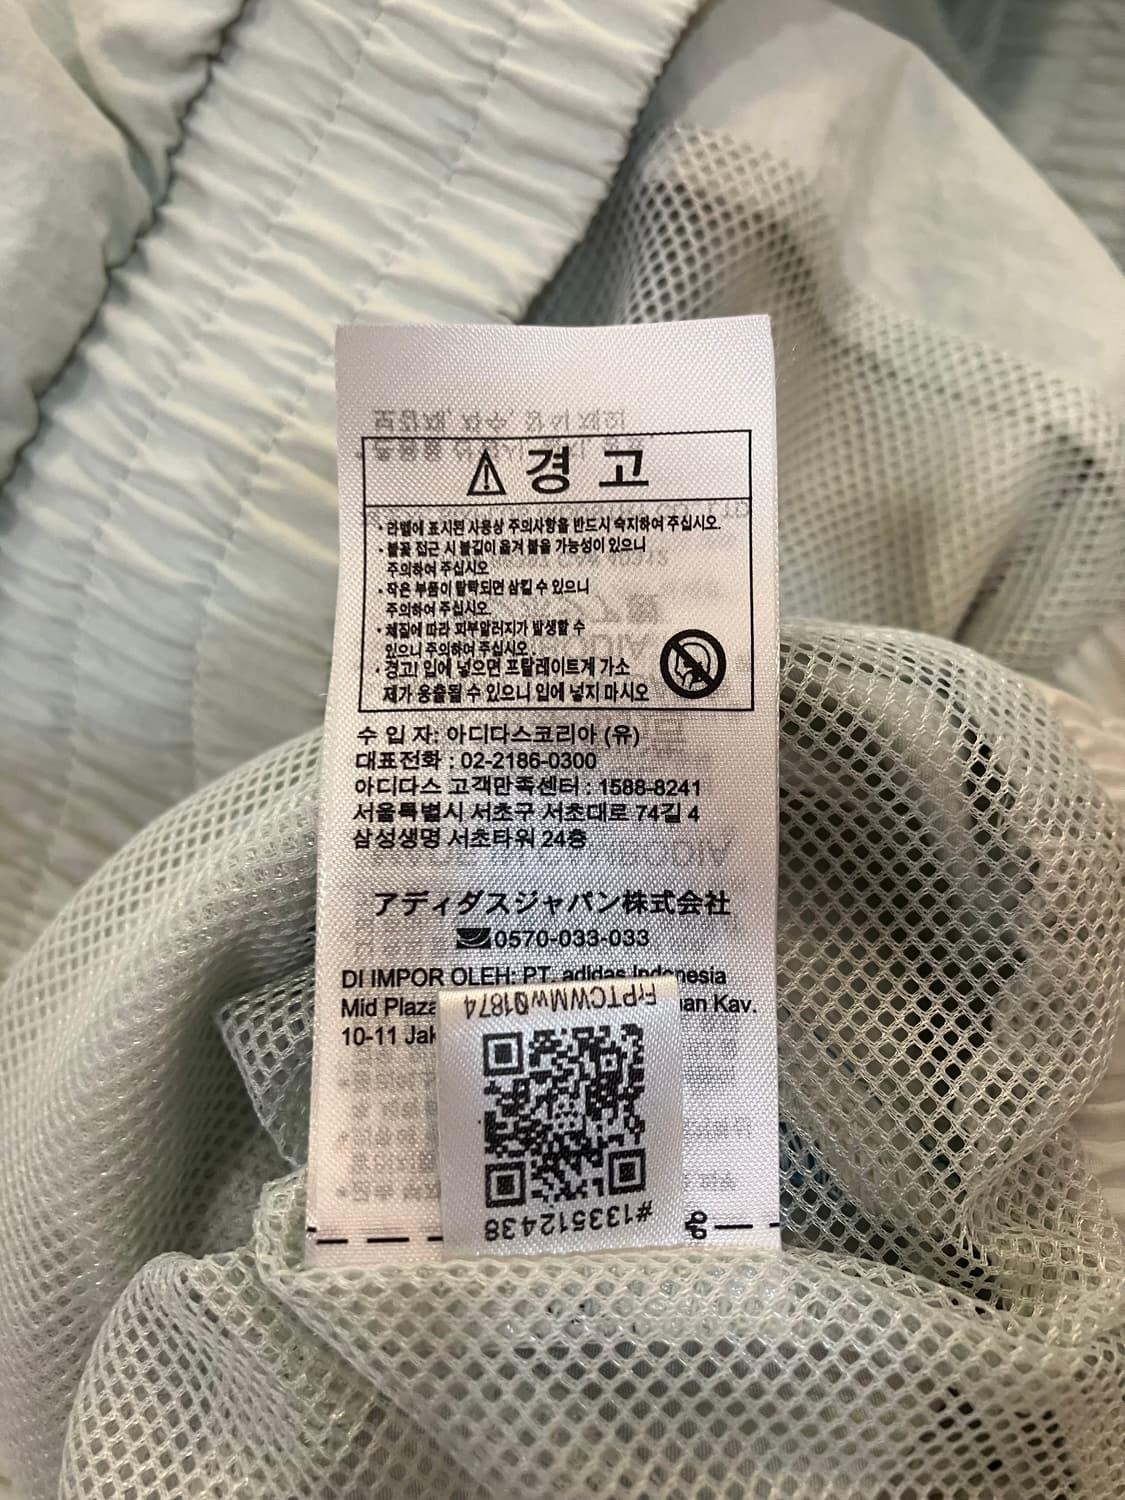 경 고
· 라벨에 표시된 사용상 주의사항을 반드시 숙지하여 주십시오.
· 불꽃 접근 시 불길이 옮겨 붙을 가능성이 있으니
주의하여 주십시오
· 작은 부품이 탈락되면 삼킬 수 있으니
주의하여 주십시오.
· 체질에 따라 피부알러지가 발생할 수
있으니 주의하여 주십시오.
· 경고! 입에 넣으면 프탈레이트계 가소
제가 용출될 수 있으니 입에 넣지 마시오
수 입 자: 아디다스코리아 (유)
대표전화 : 02-2186-0300
아디다스 고객만족센터 : 1588-8241
서울특별시 서초구 서초대로 74길 4
삼성생명 서초타워 24층
アディダスジャパン株式会社
0570-033-033
DI IMPOR OLEH: PT. adidas Indonesia
Mid Plaza Kav.
10-11
#133512438